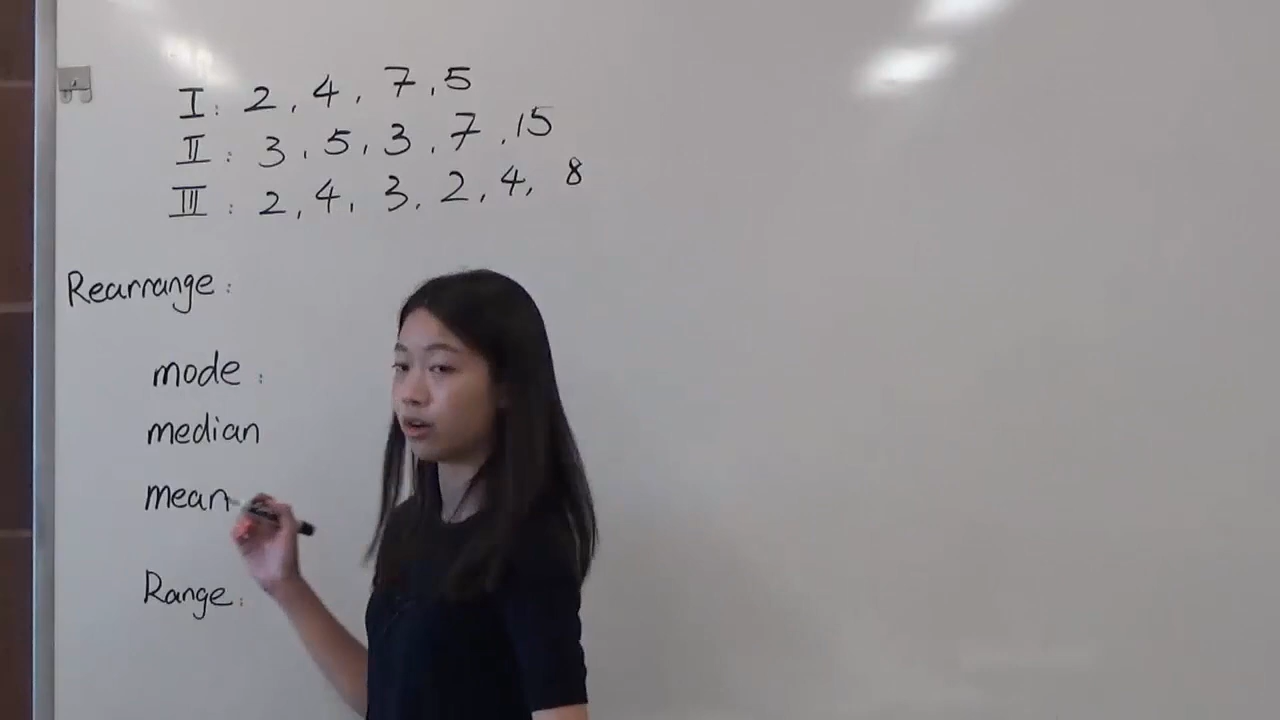 I : 2, 4, 7, 5
II : 3, 5, 3, 7, 15
III : 2, 4, 3, 2, 4, 8
Rearrange :
mode :
median
mean
Range :